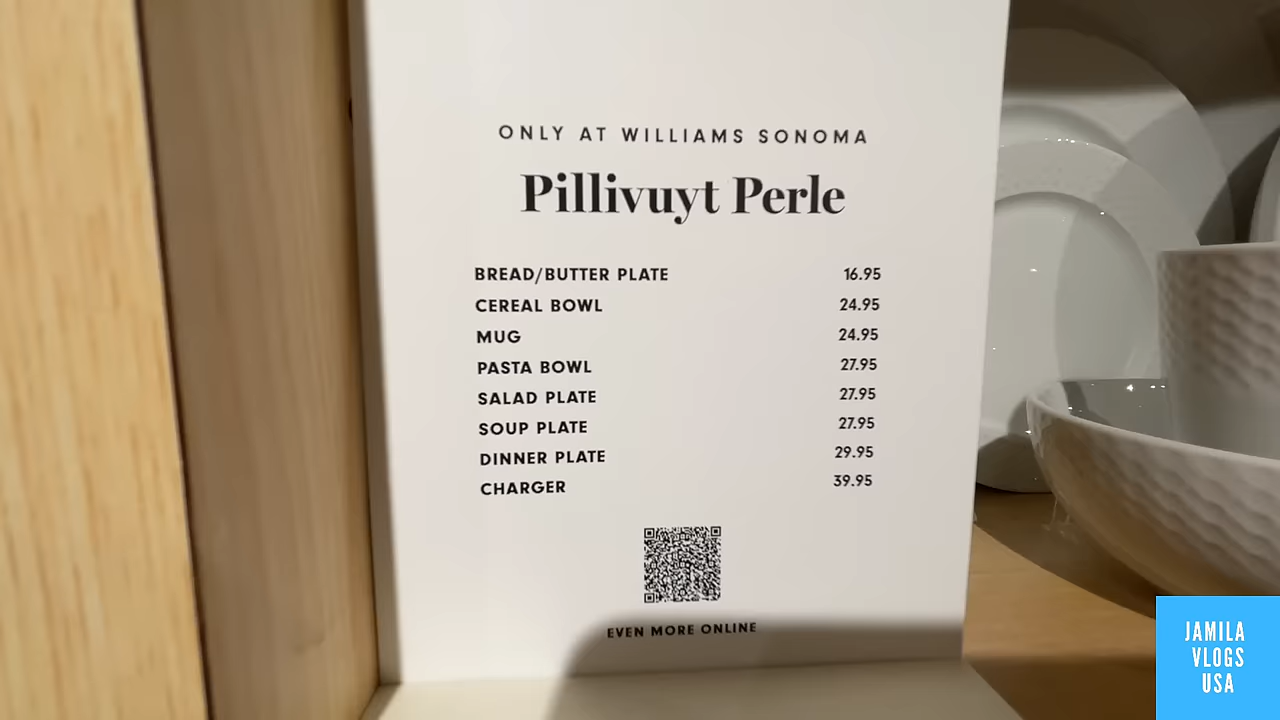 ONLY AT WILLIAMS SONOMA
Pillivuyt Perle
BREAD/BUTTER PLATE 16.95
CEREAL BOWL 24.95
MUG 24.95
PASTA BOWL 27.95
SALAD PLATE 27.95
SOUP PLATE 27.95
DINNER PLATE 29.95
CHARGER 39.95
EVEN MORE ONLINE
JAMILA
VLOGS
USA